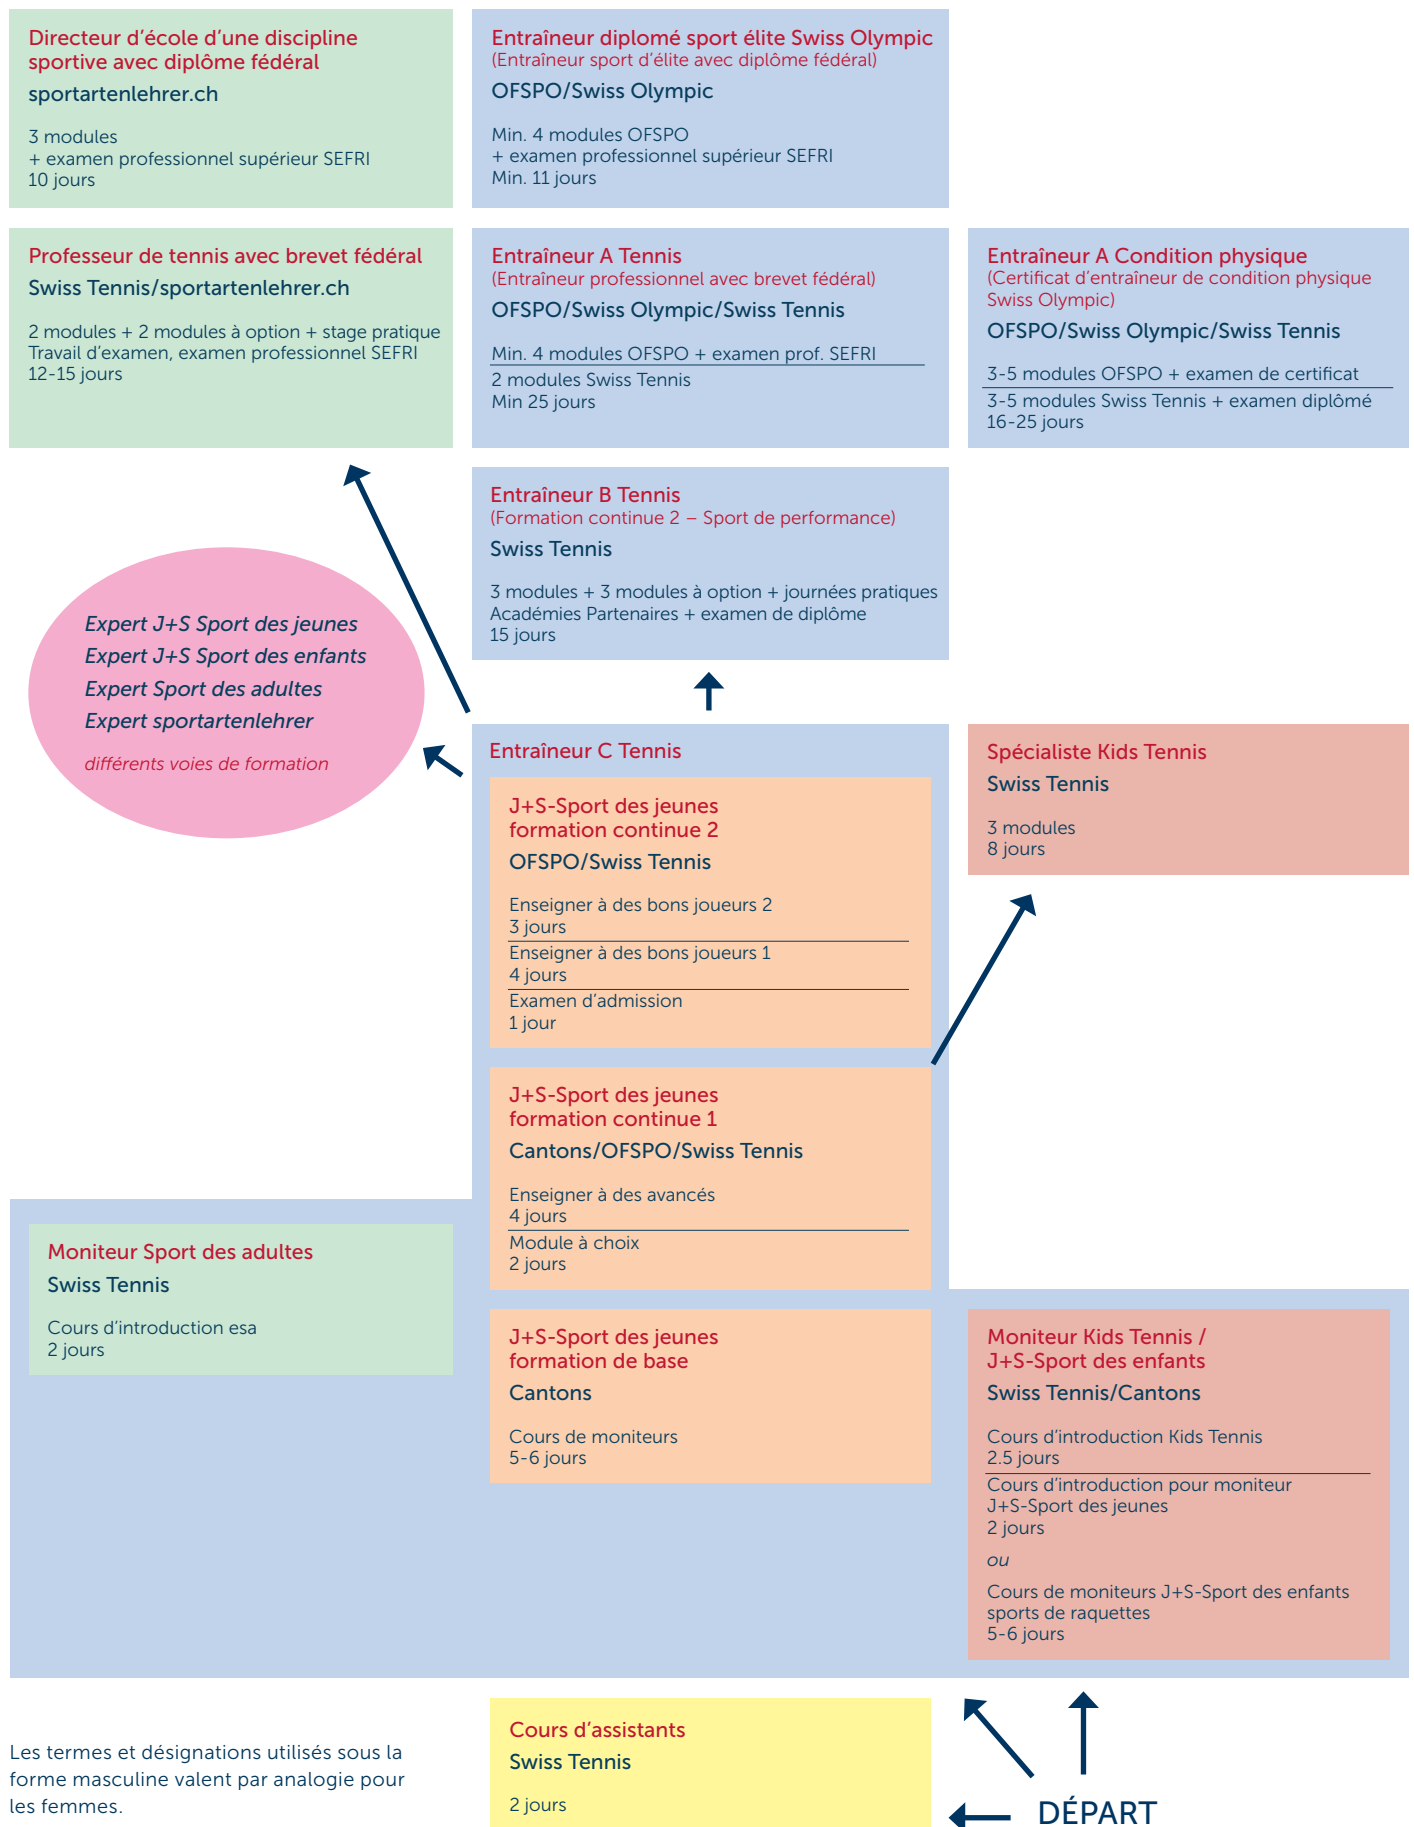 Directeur d'école d'une discipline
sportive avec diplôme fédéral
sportartenlehrer.ch
3 modules
+ examen professionnel supérieur SEFRI
10 jours
Entraîneur diplomé sport élite Swiss Olympic
(Entraîneur sport d'élite avec diplôme fédéral)
OFSPO/Swiss Olympic
Min. 4 modules OFSPO
+ examen professionnel supérieur SEFRI
Min. 11 jours
Professeur de tennis avec brevet fédéral
Swiss Tennis/sportartenlehrer.ch
2 modules + 2 modules à option + stage pratique
Travail d'examen, examen professionnel SEFRI
12-15 jours
Entraîneur A Tennis
(Entraîneur professionnel avec brevet fédéral)
OFSPO/Swiss Olympic/Swiss Tennis
Min. 4 modules OFSPO + examen prof. SEFRI
2 modules Swiss Tennis
Min 25 jours
Entraîneur A Condition physique
(Certificat d'entraîneur de condition physique
Swiss Olympic)
OFSPO/Swiss Olympic/Swiss Tennis
3-5 modules OFSPO + examen de certificat
3-5 modules Swiss Tennis + examen diplômé
16-25 jours
Entraîneur B Tennis
(Formation continue 2 – Sport de performance)
Swiss Tennis
3 modules + 3 modules à option + journées pratiques
Académies Partenaires + examen de diplôme
15 jours
Expert J+S Sport des jeunes
Expert J+S Sport des enfants
Expert Sport des adultes
Expert sportartenlehrer
différents voies de formation
Entraîneur C Tennis
J+S-Sport des jeunes
formation continue 2
OFSPO/Swiss Tennis
Enseigner à des bons joueurs 2
3 jours
Enseigner à des bons joueurs 1
4 jours
Examen d'admission
1 jour
Spécialiste Kids Tennis
Swiss Tennis
3 modules
8 jours
J+S-Sport des jeunes
formation continue 1
Cantons/OFSPO/Swiss Tennis
Enseigner à des avancés
4 jours
Module à choix
2 jours
Moniteur Sport des adultes
Swiss Tennis
Cours d'introduction esa
2 jours
J+S-Sport des jeunes
formation de base
Cantons
Cours de moniteurs
5-6 jours
Moniteur Kids Tennis /
J+S-Sport des enfants
Swiss Tennis/Cantons
Cours d'introduction Kids Tennis
2.5 jours
Cours d'introduction pour moniteur
J+S-Sport des jeunes
2 jours
ou
Cours de moniteurs J+S-Sport des enfants
sports de raquettes
5-6 jours
Les termes et désignations utilisés sous la
forme masculine valent par analogie pour
les femmes.
Cours d'assistants
Swiss Tennis
2 jours
DÉPART